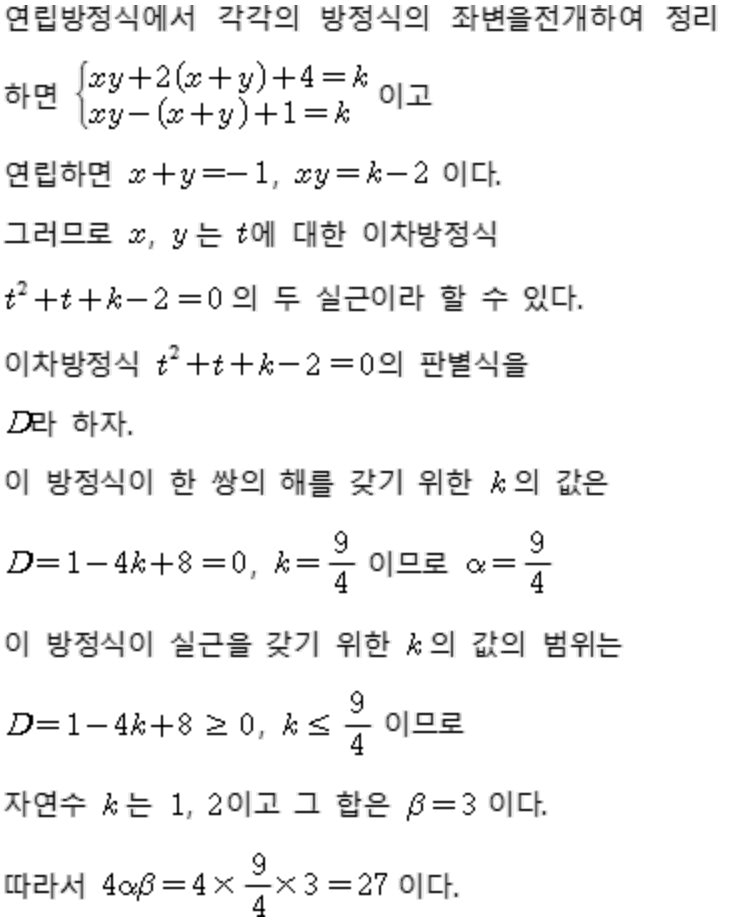 연립방정식에서 각각의 방정식의 좌변을전개하여 정리
하면 {xy+2(x+y)+4=k
xy−(x+y)+1=k 이고
연립하면 x+y=−1, xy=k−2 이다.
그러므로 x, y는 t에 대한 이차방정식
t²+t+k−2=0 의 두 실근이라 할 수 있다.
이차방정식 t²+t+k−2=0의 판별식을
D라 하자.
이 방정식이 한 쌍의 해를 갖기 위한 k의 값은
D=1−4k+8=0, k=9/4 이므로 α=9/4
이 방정식이 실근을 갖기 위한 k의 값의 범위는
D=1−4k+8 ≥ 0, k ≤ 9/4 이므로
자연수 k는 1, 2이고 그 합은 β=3 이다.
따라서 4αβ=4×9/4×3=27 이다.